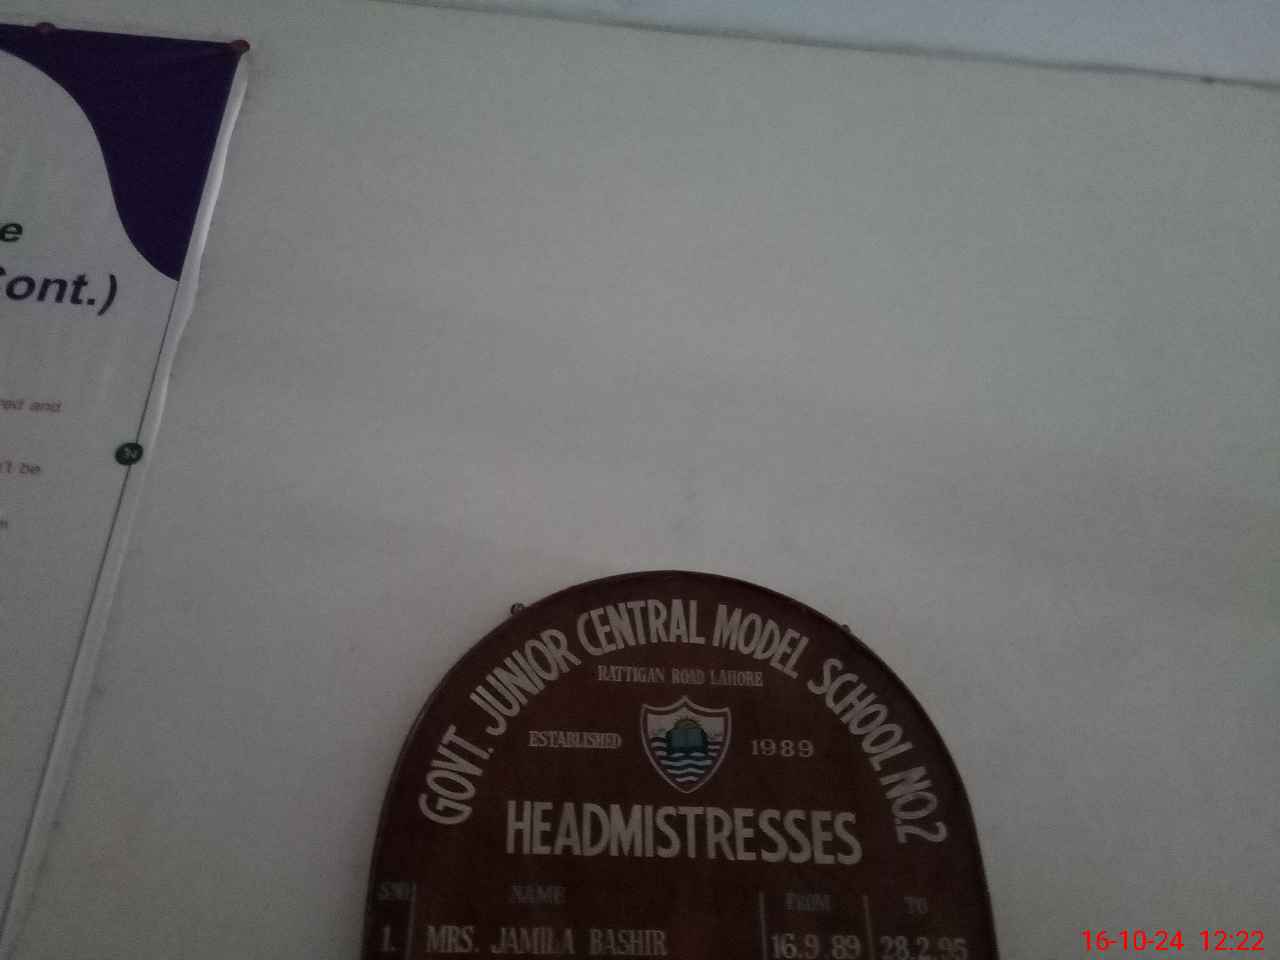 e
Cont.)
red and
't be
GOVT. JUNIOR CENTRAL MODEL SCHOOL NO.2
RATTIGAN ROAD LAHORE
ESTABLISHED 1989
HEADMISTRESSES
S.NO NAME FROM TO
1. MRS. JAMILA BASHIR 16.9.89 28.2.95
16-10-24 12:22